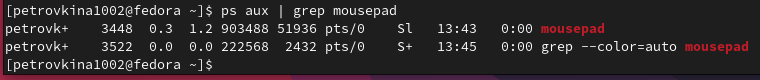 [petrovkina1002@fedora ~]$ ps aux | grep mousepad
petrovk+    3448  0.3  1.2 903488 51936 pts/0    Sl   13:43   0:00 mousepad
petrovk+    3522  0.0  0.0 222568  2432 pts/0    S+   13:45   0:00 grep --color=auto mousepad
[petrovkina1002@fedora ~]$